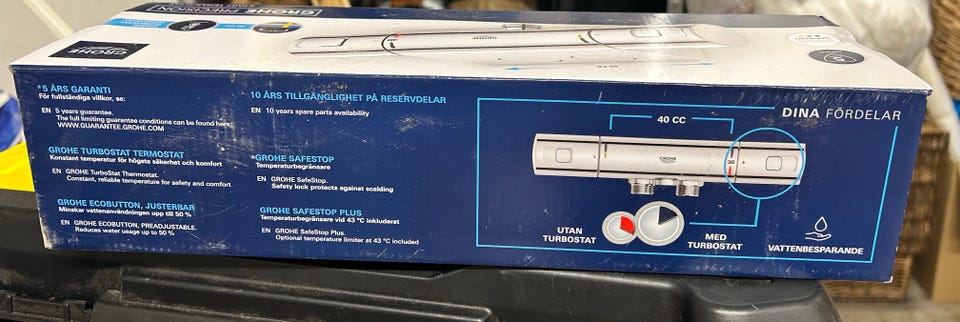 GROHE
GROHE
*5 ÅRS GARANTI
För fullständiga villkor, se:
EN 5 years guarantee.
The full limiting guarantee conditions can be found here:
WWW.GUARANTEE.GROHE.COM
GROHE TURBOSTAT TERMOSTAT
Konstant temperatur för högsta säkerhet och komfort
EN GROHE TurboStat Thermostat.
Constant, reliable temperature for safety and comfort
GROHE ECOBUTTON, JUSTERBAR
Minskar vattenanvändningen upp till 50 %
EN GROHE ECOBUTTON, PREADJUSTABLE.
Reduces water usage up to 50 %
10 ÅRS TILLGÄNGLIGHET PÅ RESERVDELAR
EN 10 years spare parts availability
*GROHE SAFESTOP
Temperaturbegränsare
EN GROHE SafeStop.
Safety lock protects against scalding
GROHE SAFESTOP PLUS
Temperaturbegränsare vid 43 °C inkluderat
EN GROHE SafeStop Plus.
Optional temperature limiter at 43 °C included
DINA FÖRDELAR
40 CC
GROHE
UTAN
TURBOSTAT
MED
TURBOSTAT
VATTENBESPARANDE